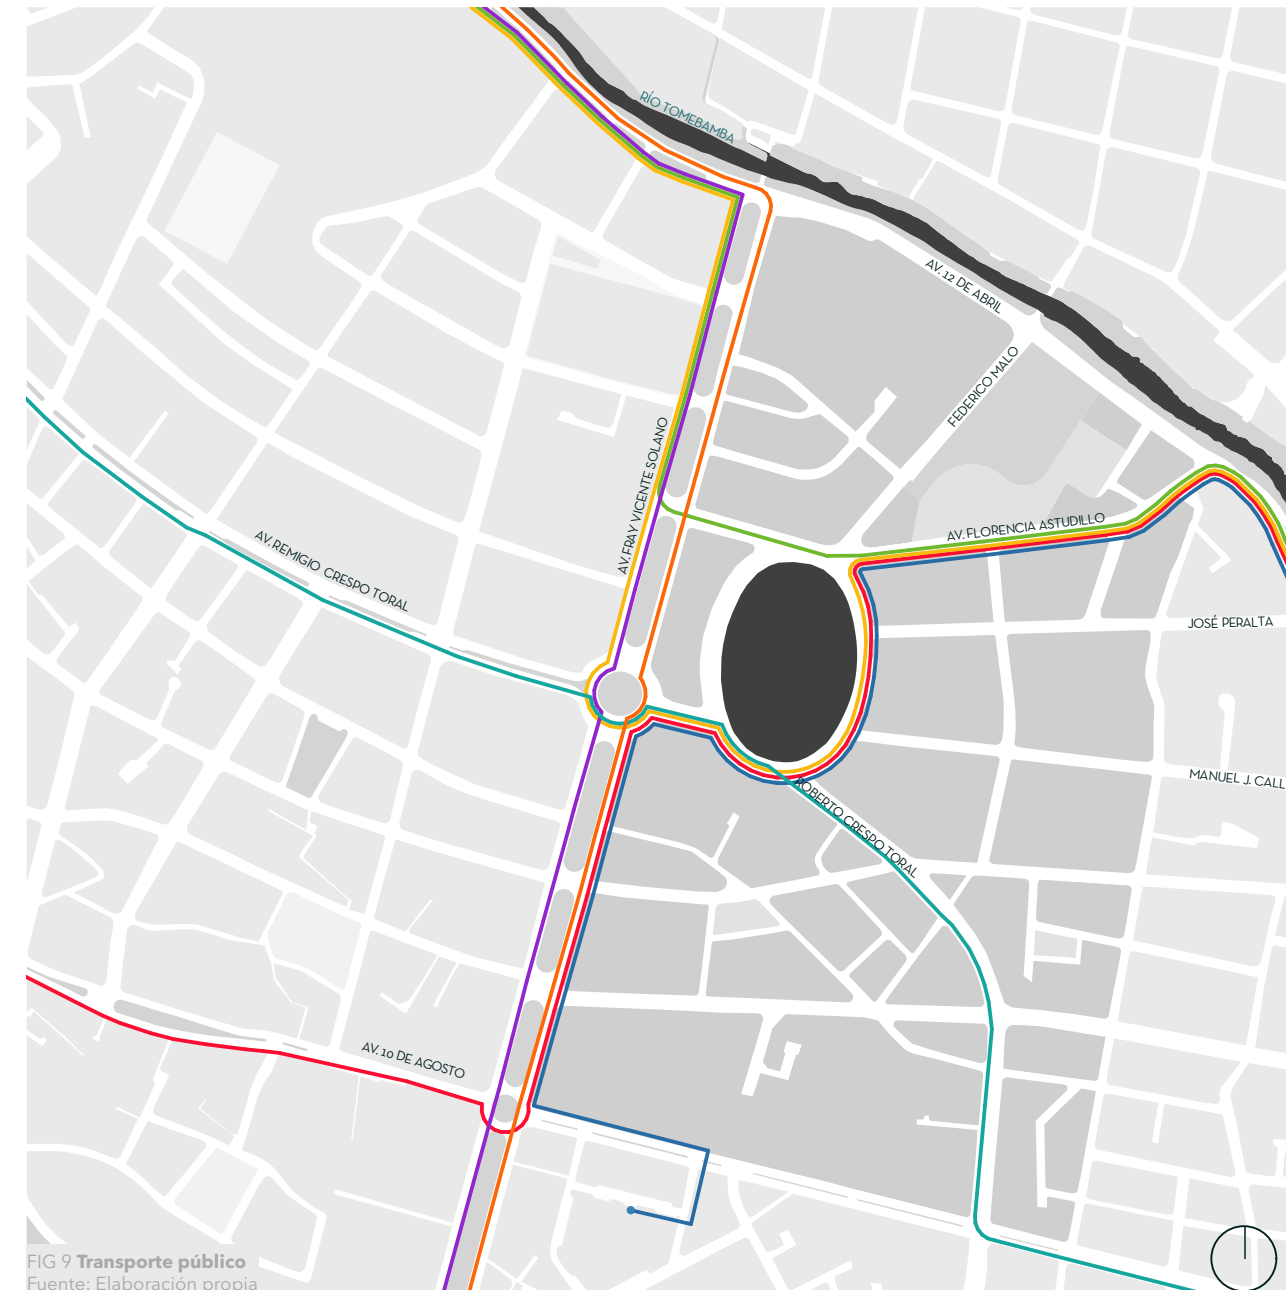 RÍO TOMEBAMBA
AV. 12 DE ABRIL
FEDERICO MALO
AV. FRAY VICENTE SOLANO
AV. FLORENCIA ASTUDILLO
AV. REMIGIO CRESPO TORAL
JOSÉ PERALTA
MANUEL J. CALL
ROBERTO CRESPO TORAL
AV. 10 DE AGOSTO
FIG 9 Transporte público
Fuente: Elaboración propia